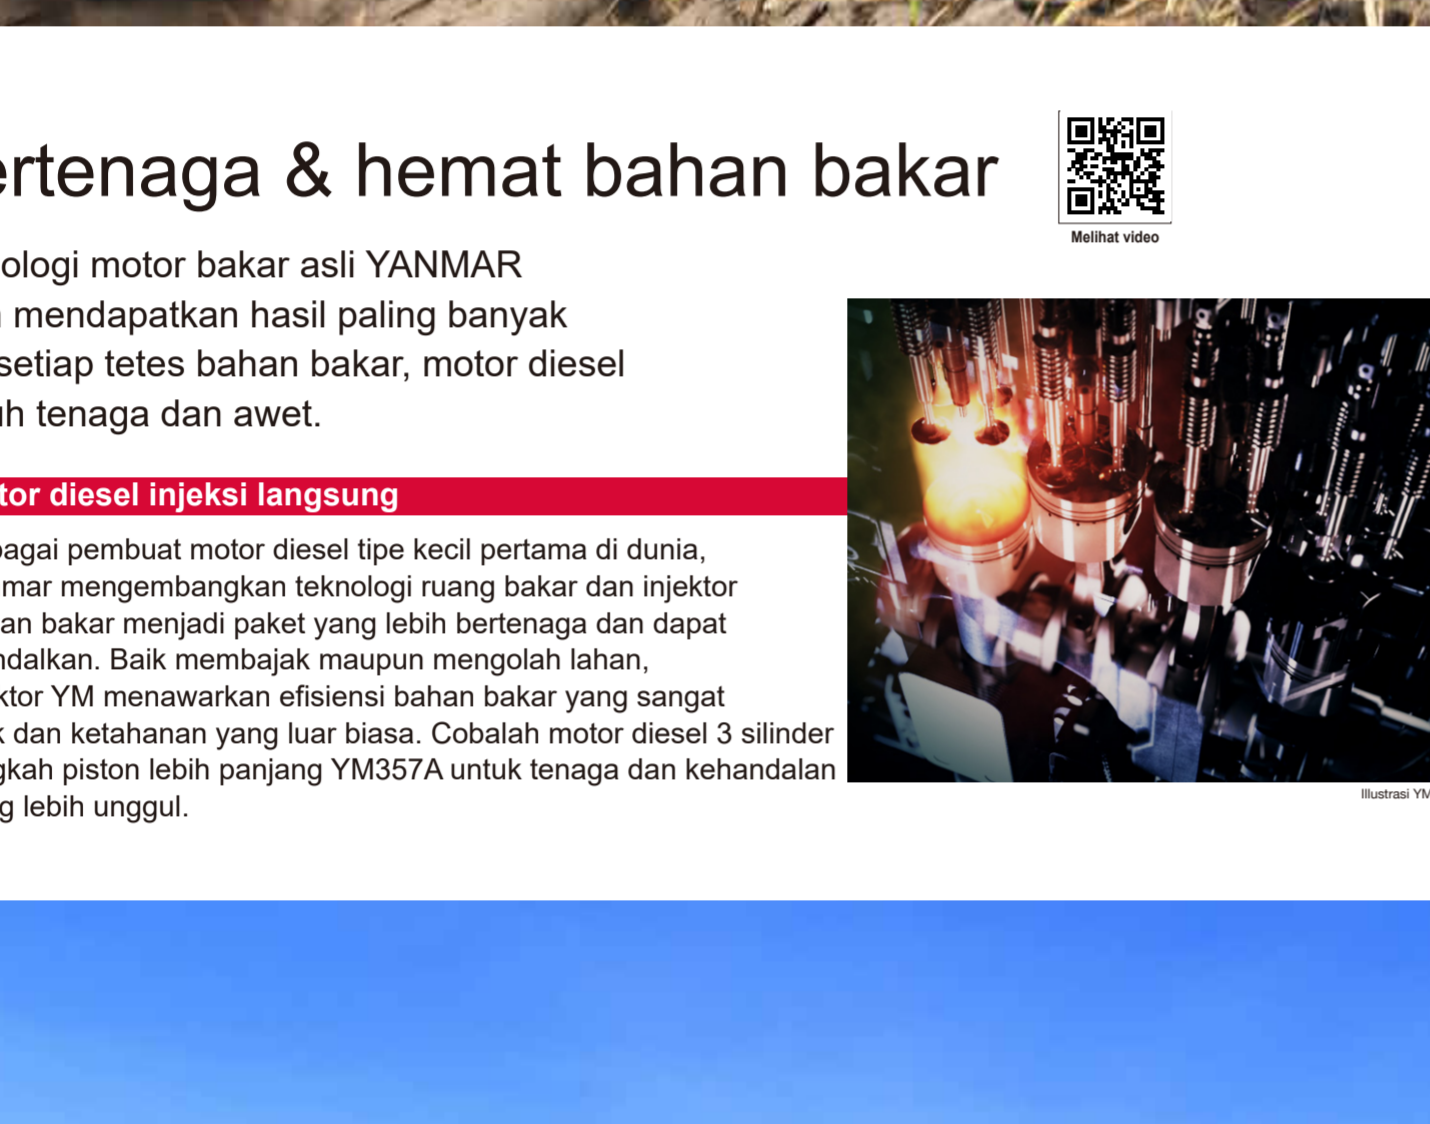 ertenaga & hemat bahan bakar
Melihat video
ologi motor bakar asli YANMAR
mendapatkan hasil paling banyak
setiap tetes bahan bakar, motor diesel
uh tenaga dan awet.
tor diesel injeksi langsung
bagai pembuat motor diesel tipe kecil pertama di dunia,
mar mengembangkan teknologi ruang bakar dan injektor
an bakar menjadi paket yang lebih bertenaga dan dapat
ndalkan. Baik membajak maupun mengolah lahan,
ktor YM menawarkan efisiensi bahan bakar yang sangat
k dan ketahanan yang luar biasa. Cobalah motor diesel 3 silinder
gkah piston lebih panjang YM357A untuk tenaga dan kehandalan
g lebih unggul.
Illustrasi YM